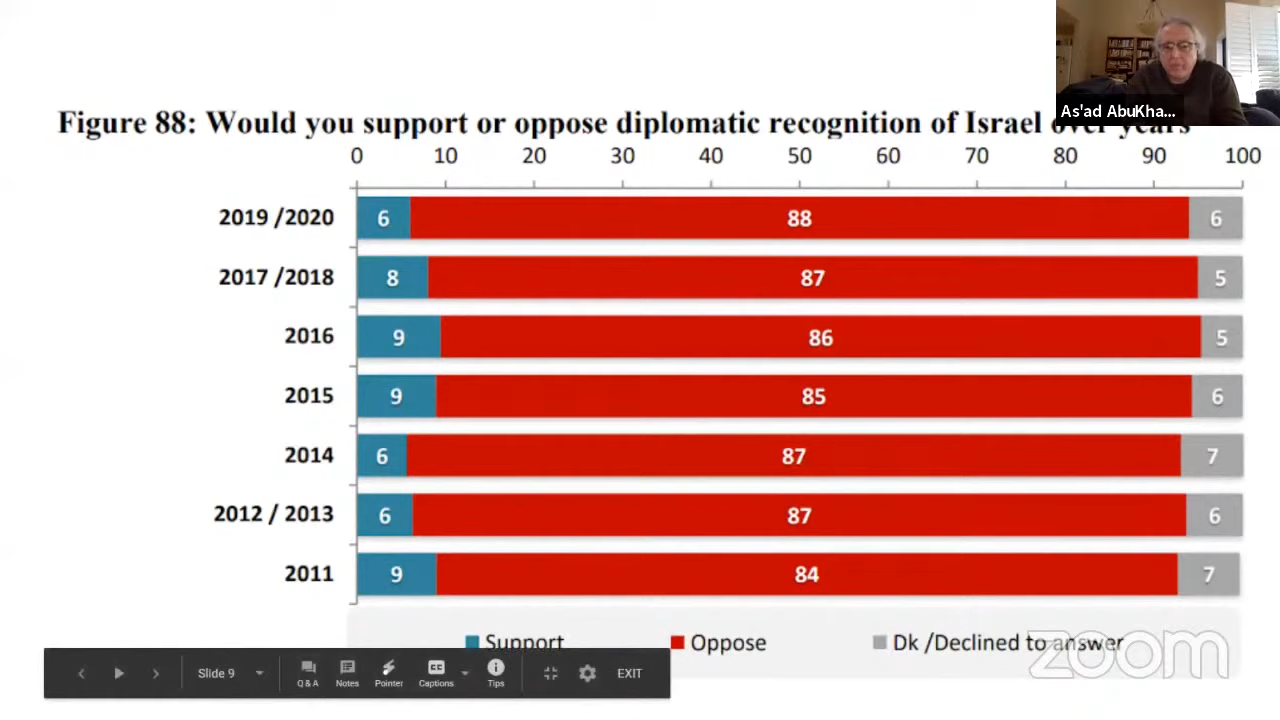 As'ad AbuKha...
Figure 88: Would you support or oppose diplomatic recognition of Israel over years
0 10 20 30 40 50 60 70 80 90 100
2019 /2020 6 88 6
2017 /2018 8 87 5
2016 9 86 5
2015 9 85 6
2014 6 87 7
2012 / 2013 6 87 6
2011 9 84 7
Support Oppose Dk /Declined to answer
zoom
Slide 9 Q & A Notes Pointer Captions Tips EXIT